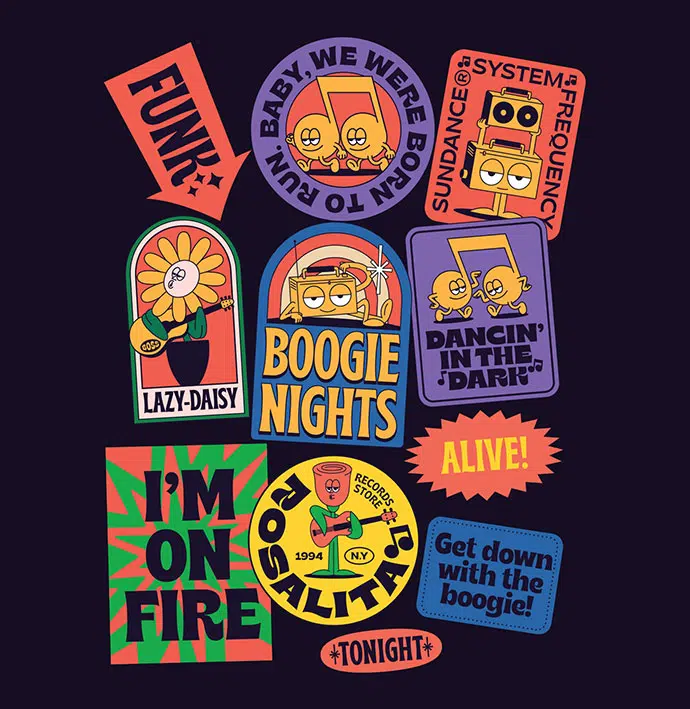 FUNK
BABY, WE WERE BORN TO RUN.
SUNDANCE® SYSTEM FREQUENCY
LAZY-DAISY
BOOGIE
NIGHTS
DANCIN'
IN THE
DARK
ALIVE!
I'M
ON
FIRE
ROSALITA
RECORDS
STORE
1994
N.Y
Get down
with the
boogie!
*TONIGHT*